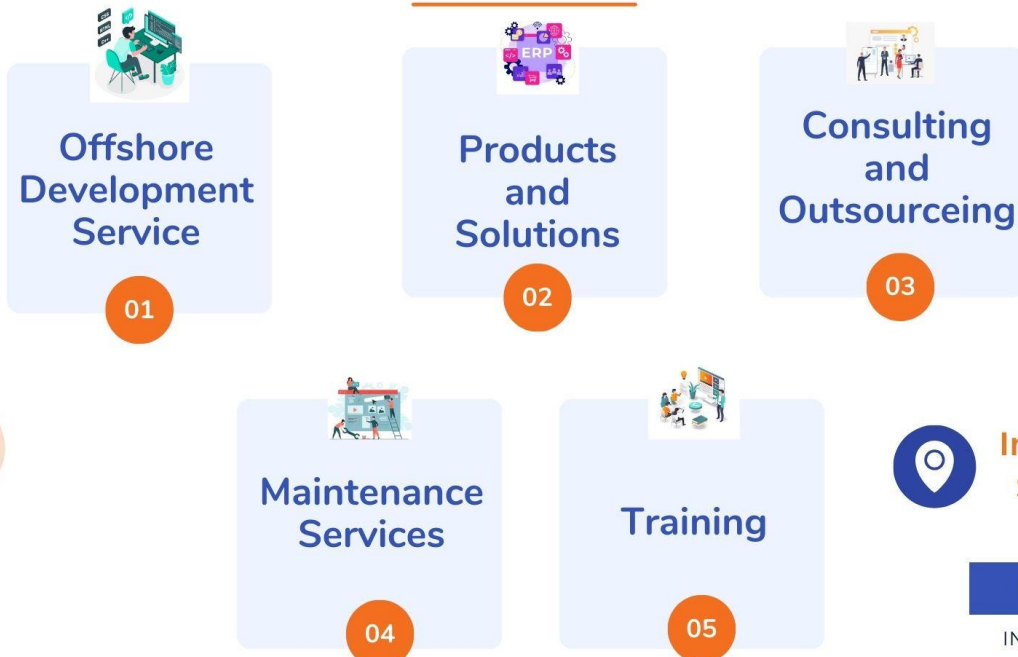 ERP
Offshore
Development
Service
01
Products
and
Solutions
02
Consulting
and
Outsourceing
03
Maintenance
Services
04
Training
05